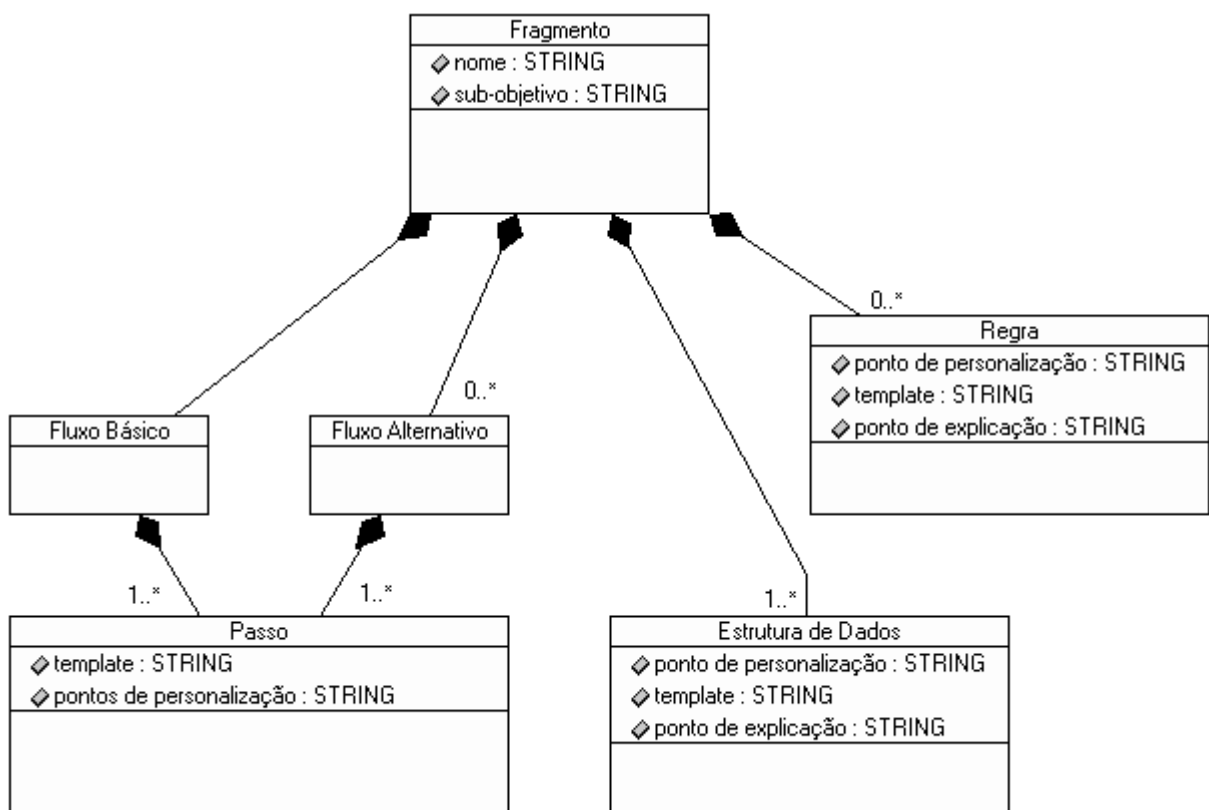 Fragmento
nome : STRING
sub-objetivo : STRING
0..*
Regra
ponto de personalização : STRING
template : STRING
ponto de explicação : STRING
0..*
Fluxo Básico
Fluxo Alternativo
1..*
1..*
1..*
Passo
template : STRING
pontos de personalização : STRING
Estrutura de Dados
ponto de personalização : STRING
template : STRING
ponto de explicação : STRING